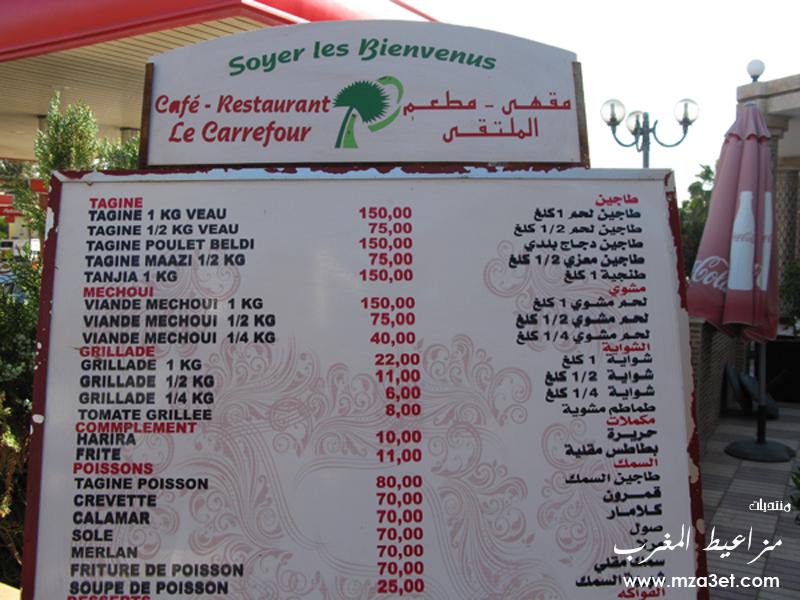 Soyer les Bienvenus
Café - Restaurant مقهى - مطعم
Le Carrefour الملتقى
TAGINE طاجين
TAGINE 1 KG VEAU 150,00 طاجين لحم 1 كلغ
TAGINE 1/2 KG VEAU 75,00 طاجين لحم 1/2 كلغ
TAGINE POULET BELDI 150,00 طاجين دجاج بلدي
TAGINE MAAZI 1/2 KG 75,00 طاجين معزي 1/2 كلغ
TANJIA 1 KG 150,00 طنجية 1 كلغ
MECHOUI مشوي
VIANDE MECHOUI 1 KG 150,00 لحم مشوي 1 كلغ
VIANDE MECHOUI 1/2 KG 75,00 لحم مشوي 1/2 كلغ
VIANDE MECHOUI 1/4 KG 40,00 لحم مشوي 1/4 كلغ
GRILLADE الشواية
GRILLADE 1 KG 22,00 شواية 1 كلغ
GRILLADE 1/2 KG 11,00 شواية 1/2 كلغ
GRILLADE 1/4 KG 6,00 شواية 1/4 كلغ
TOMATE GRILLEE 8,00 طماطم مشوية
COMMPLEMENT مكملات
HARIRA 10,00 حريرة
FRITE 11,00 بطاطس مقلية
POISSONS السمك
TAGINE POISSON 80,00 طاجين السمك
CREVETTE 70,00 قمرون
CALAMAR 70,00 كلامار
SOLE 70,00 صول
MERLAN 70,00
FRITURE DE POISSON 70,00 سمك مقلي
SOUPE DE POISSON 25,00 السمك
DESSERTS الفواكه
Coca-Cola
منتديات
مزاعيط المغرب
www.mza3et.com